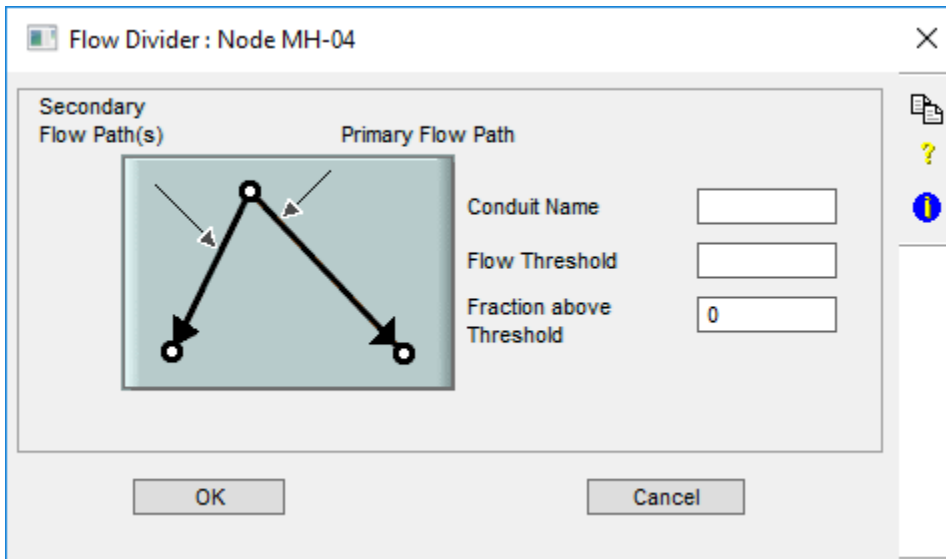 Flow Divider : Node MH-04
Secondary
Flow Path(s)
Primary Flow Path
Conduit Name
Flow Threshold
Fraction above
Threshold
0
OK
Cancel
?
i